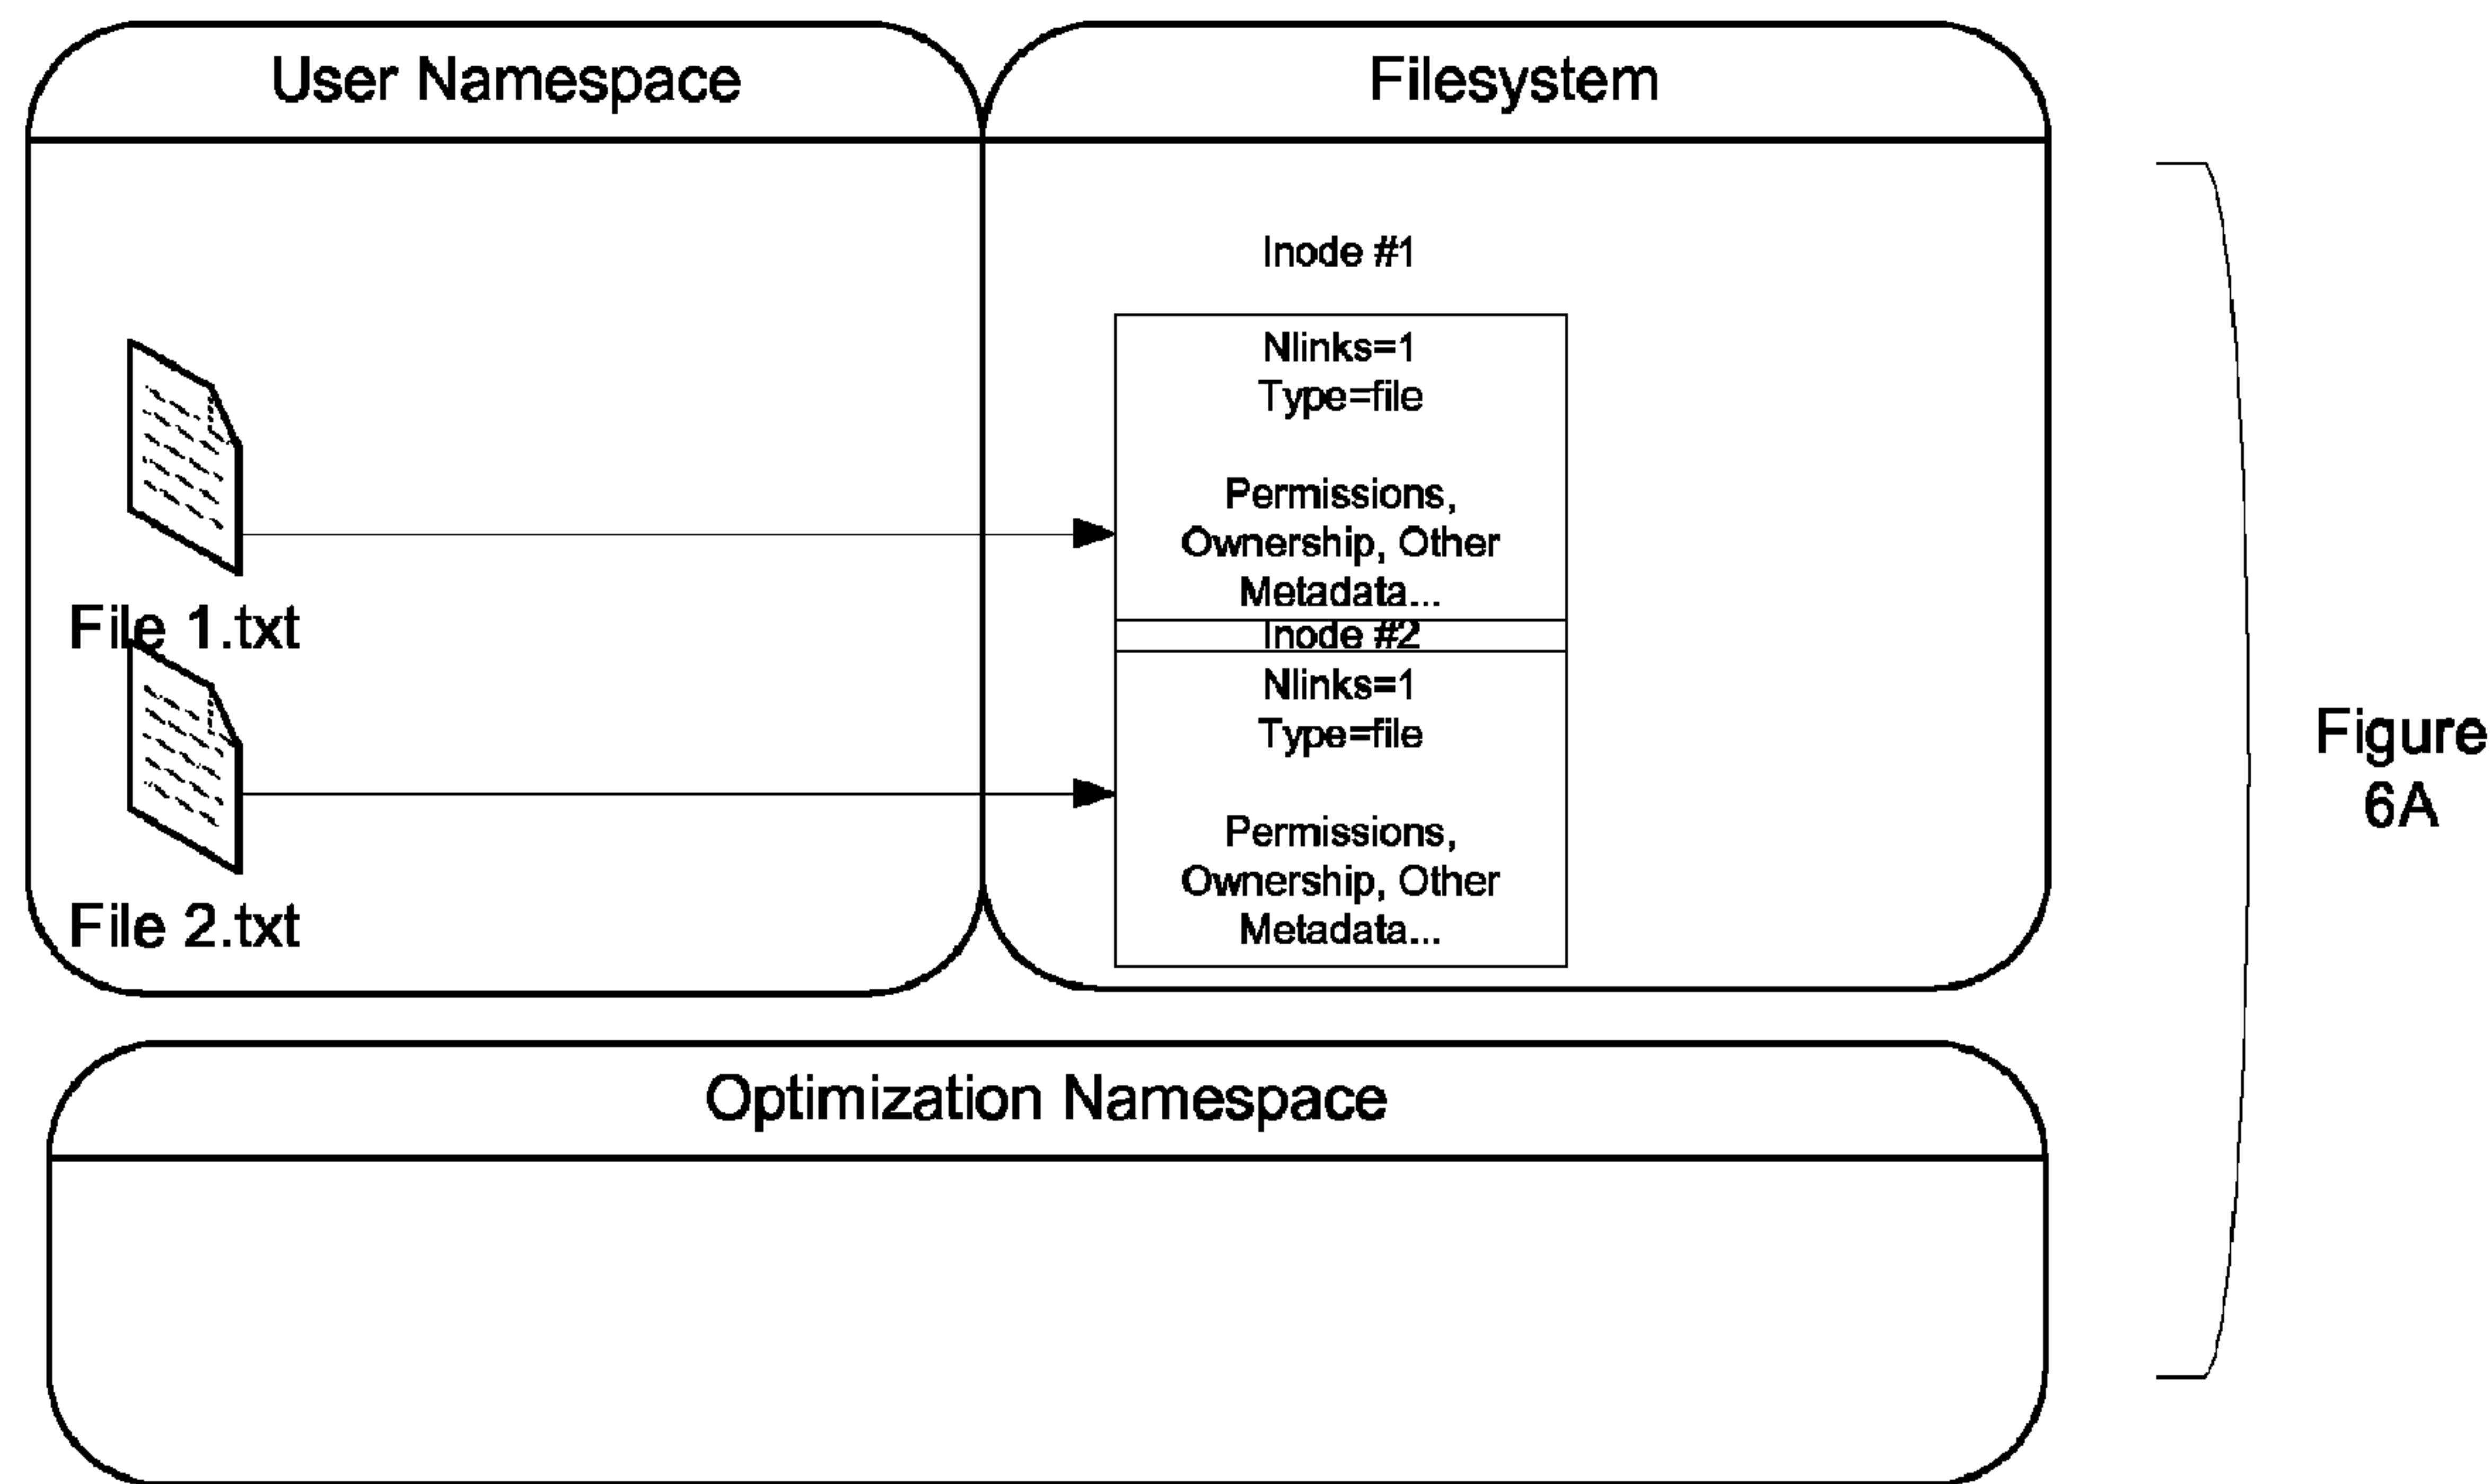 User Namespace
Filesystem
Inode #1
Nlinks=1
Type=file
Permissions,
Ownership, Other
Metadata...
File 1.txt
Inode #2
Nlinks=1
Type=file
Permissions,
Ownership, Other
Metadata...
File 2.txt
Optimization Namespace
Figure
6A